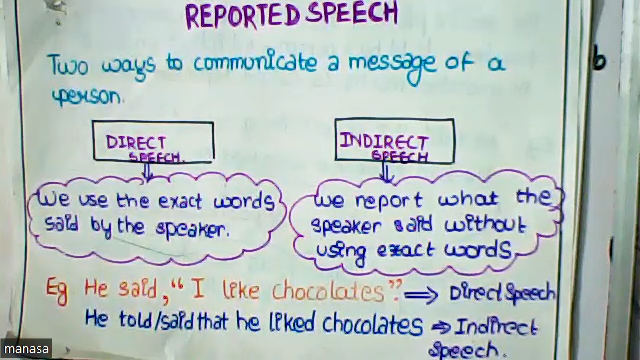 REPORTED SPEECH
Two ways to communicate a message of a
person.
DIRECT
SPEECH.
INDIRECT
SPEECH
We use the exact words
said by the speaker.
We report what the
speaker said without
using exact words
Eg He said, "I like chocolates". ⇒ Direct Speech
He told/said that he liked chocolates ⇒ Indirect
Speech.
b
manasa